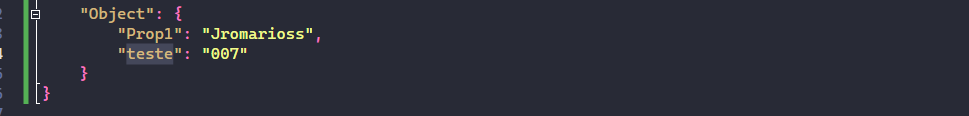 "Object": {
"Prop1": "Jromarioss",
"teste": "007"
}
}